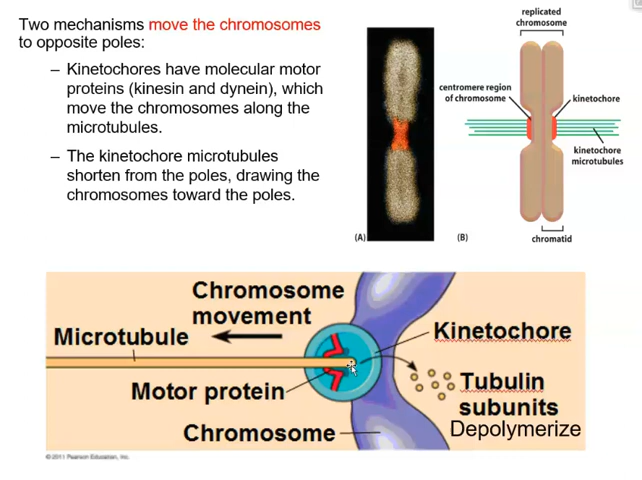 Two mechanisms move the chromosomes
to opposite poles:
– Kinetochores have molecular motor
proteins (kinesin and dynein), which
move the chromosomes along the
microtubules.
– The kinetochore microtubules
shorten from the poles, drawing the
chromosomes toward the poles.
replicated
chromosome
centromere region
of chromosome
kinetochore
kinetochore
microtubules
(A)
(B)
chromatid
Chromosome
movement
Microtubule
Kinetochore
Motor protein
Tubulin
subunits
Chromosome
Depolymerize
©2011 Pearson Education, Inc.